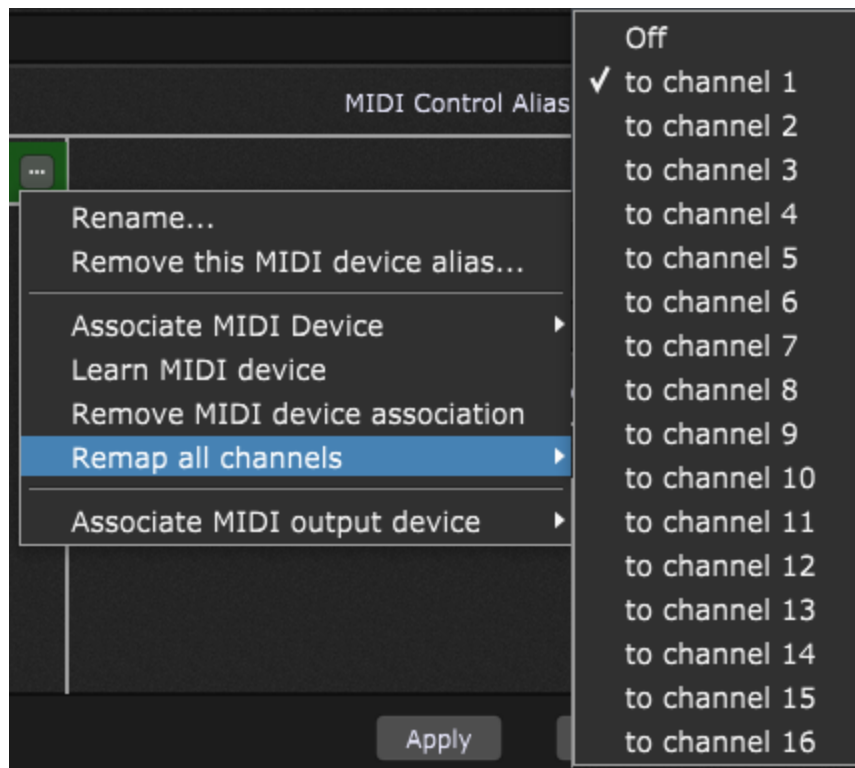 MIDI Control Alias
...
Rename...
Remove this MIDI device alias...
Associate MIDI Device
Learn MIDI device
Remove MIDI device association
Remap all channels
Associate MIDI output device
Off
✓ to channel 1
to channel 2
to channel 3
to channel 4
to channel 5
to channel 6
to channel 7
to channel 8
to channel 9
to channel 10
to channel 11
to channel 12
to channel 13
to channel 14
to channel 15
to channel 16
Apply